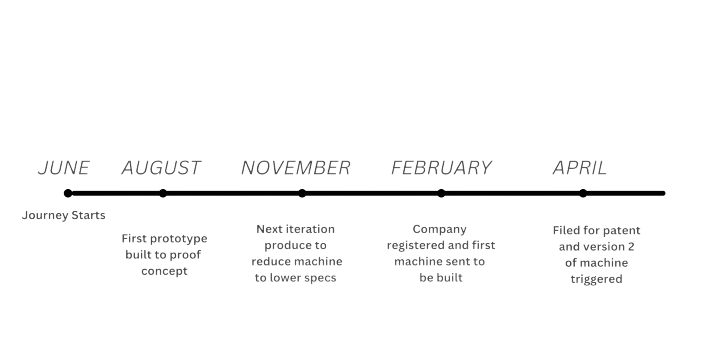 JUNE
AUGUST
NOVEMBER
FEBRUARY
APRIL
Journey Starts
First prototype
built to proof
concept
Next iteration
produce to
reduce machine
to lower specs
Company
registered and first
machine sent to
be built
Filed for patent
and version 2
of machine
triggered